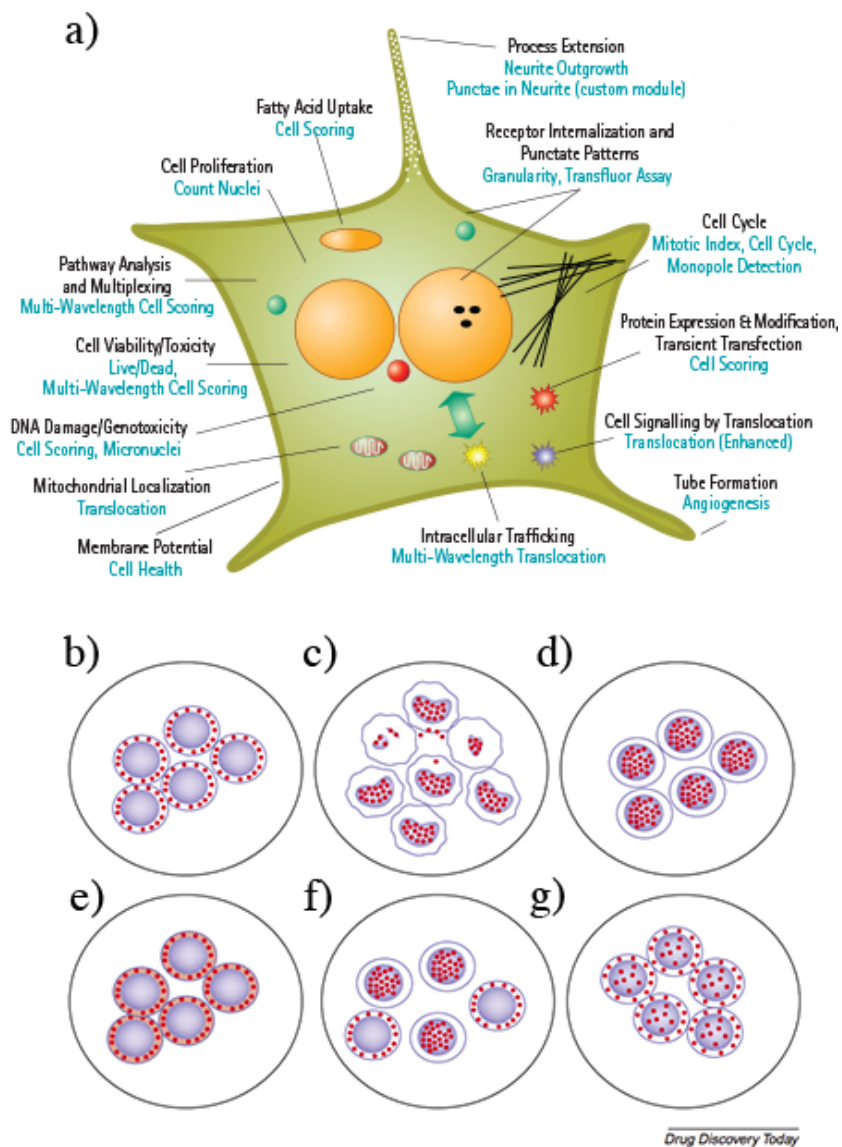 a)
Process Extension
Neurite Outgrowth
Punctae in Neurite (custom module)
Fatty Acid Uptake
Cell Scoring
Receptor Internalization and
Punctate Patterns
Granularity, Transfluor Assay
Cell Proliferation
Count Nuclei
Cell Cycle
Mitotic Index, Cell Cycle,
Monopole Detection
Pathway Analysis
and Multiplexing
Multi-Wavelength Cell Scoring
Protein Expression & Modification,
Transient Transfection
Cell Scoring
Cell Viability/Toxicity
Live/Dead,
Multi-Wavelength Cell Scoring
DNA Damage/Genotoxicity
Cell Scoring, Micronuclei
Cell Signalling by Translocation
Translocation (Enhanced)
Mitochondrial Localization
Translocation
Tube Formation
Angiogenesis
Membrane Potential
Cell Health
Intracellular Trafficking
Multi-Wavelength Translocation
b)
c)
d)
e)
f)
g)
Drug Discovery Today